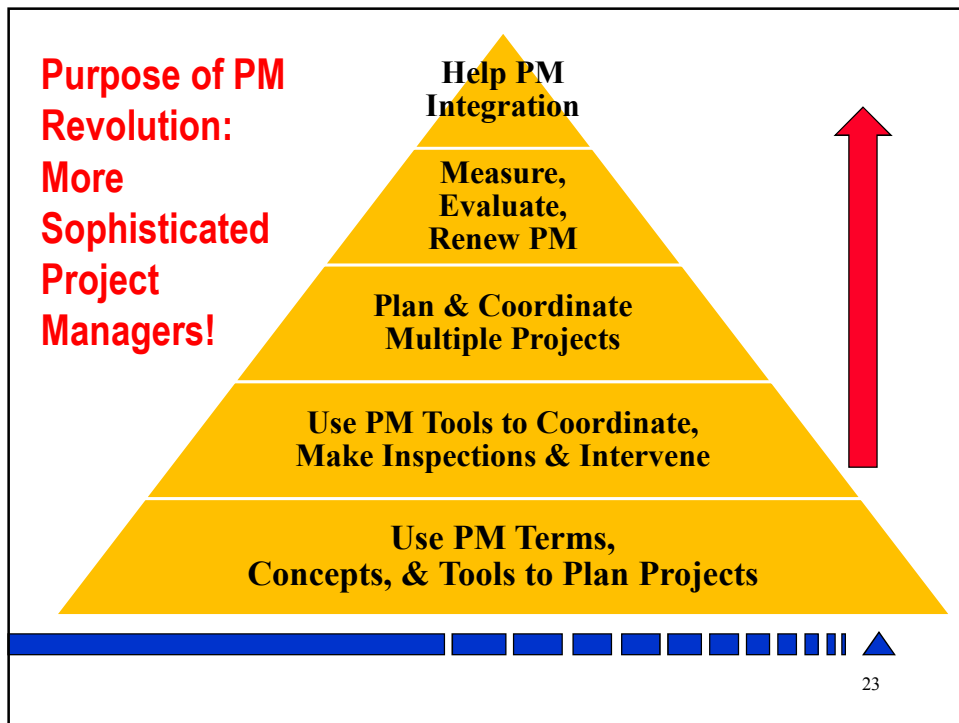 Purpose of PM
Revolution:
More
Sophisticated
Project
Managers!
Help PM
Integration
Measure,
Evaluate,
Renew PM
Plan & Coordinate
Multiple Projects
Use PM Tools to Coordinate,
Make Inspections & Intervene
Use PM Terms,
Concepts, & Tools to Plan Projects
23